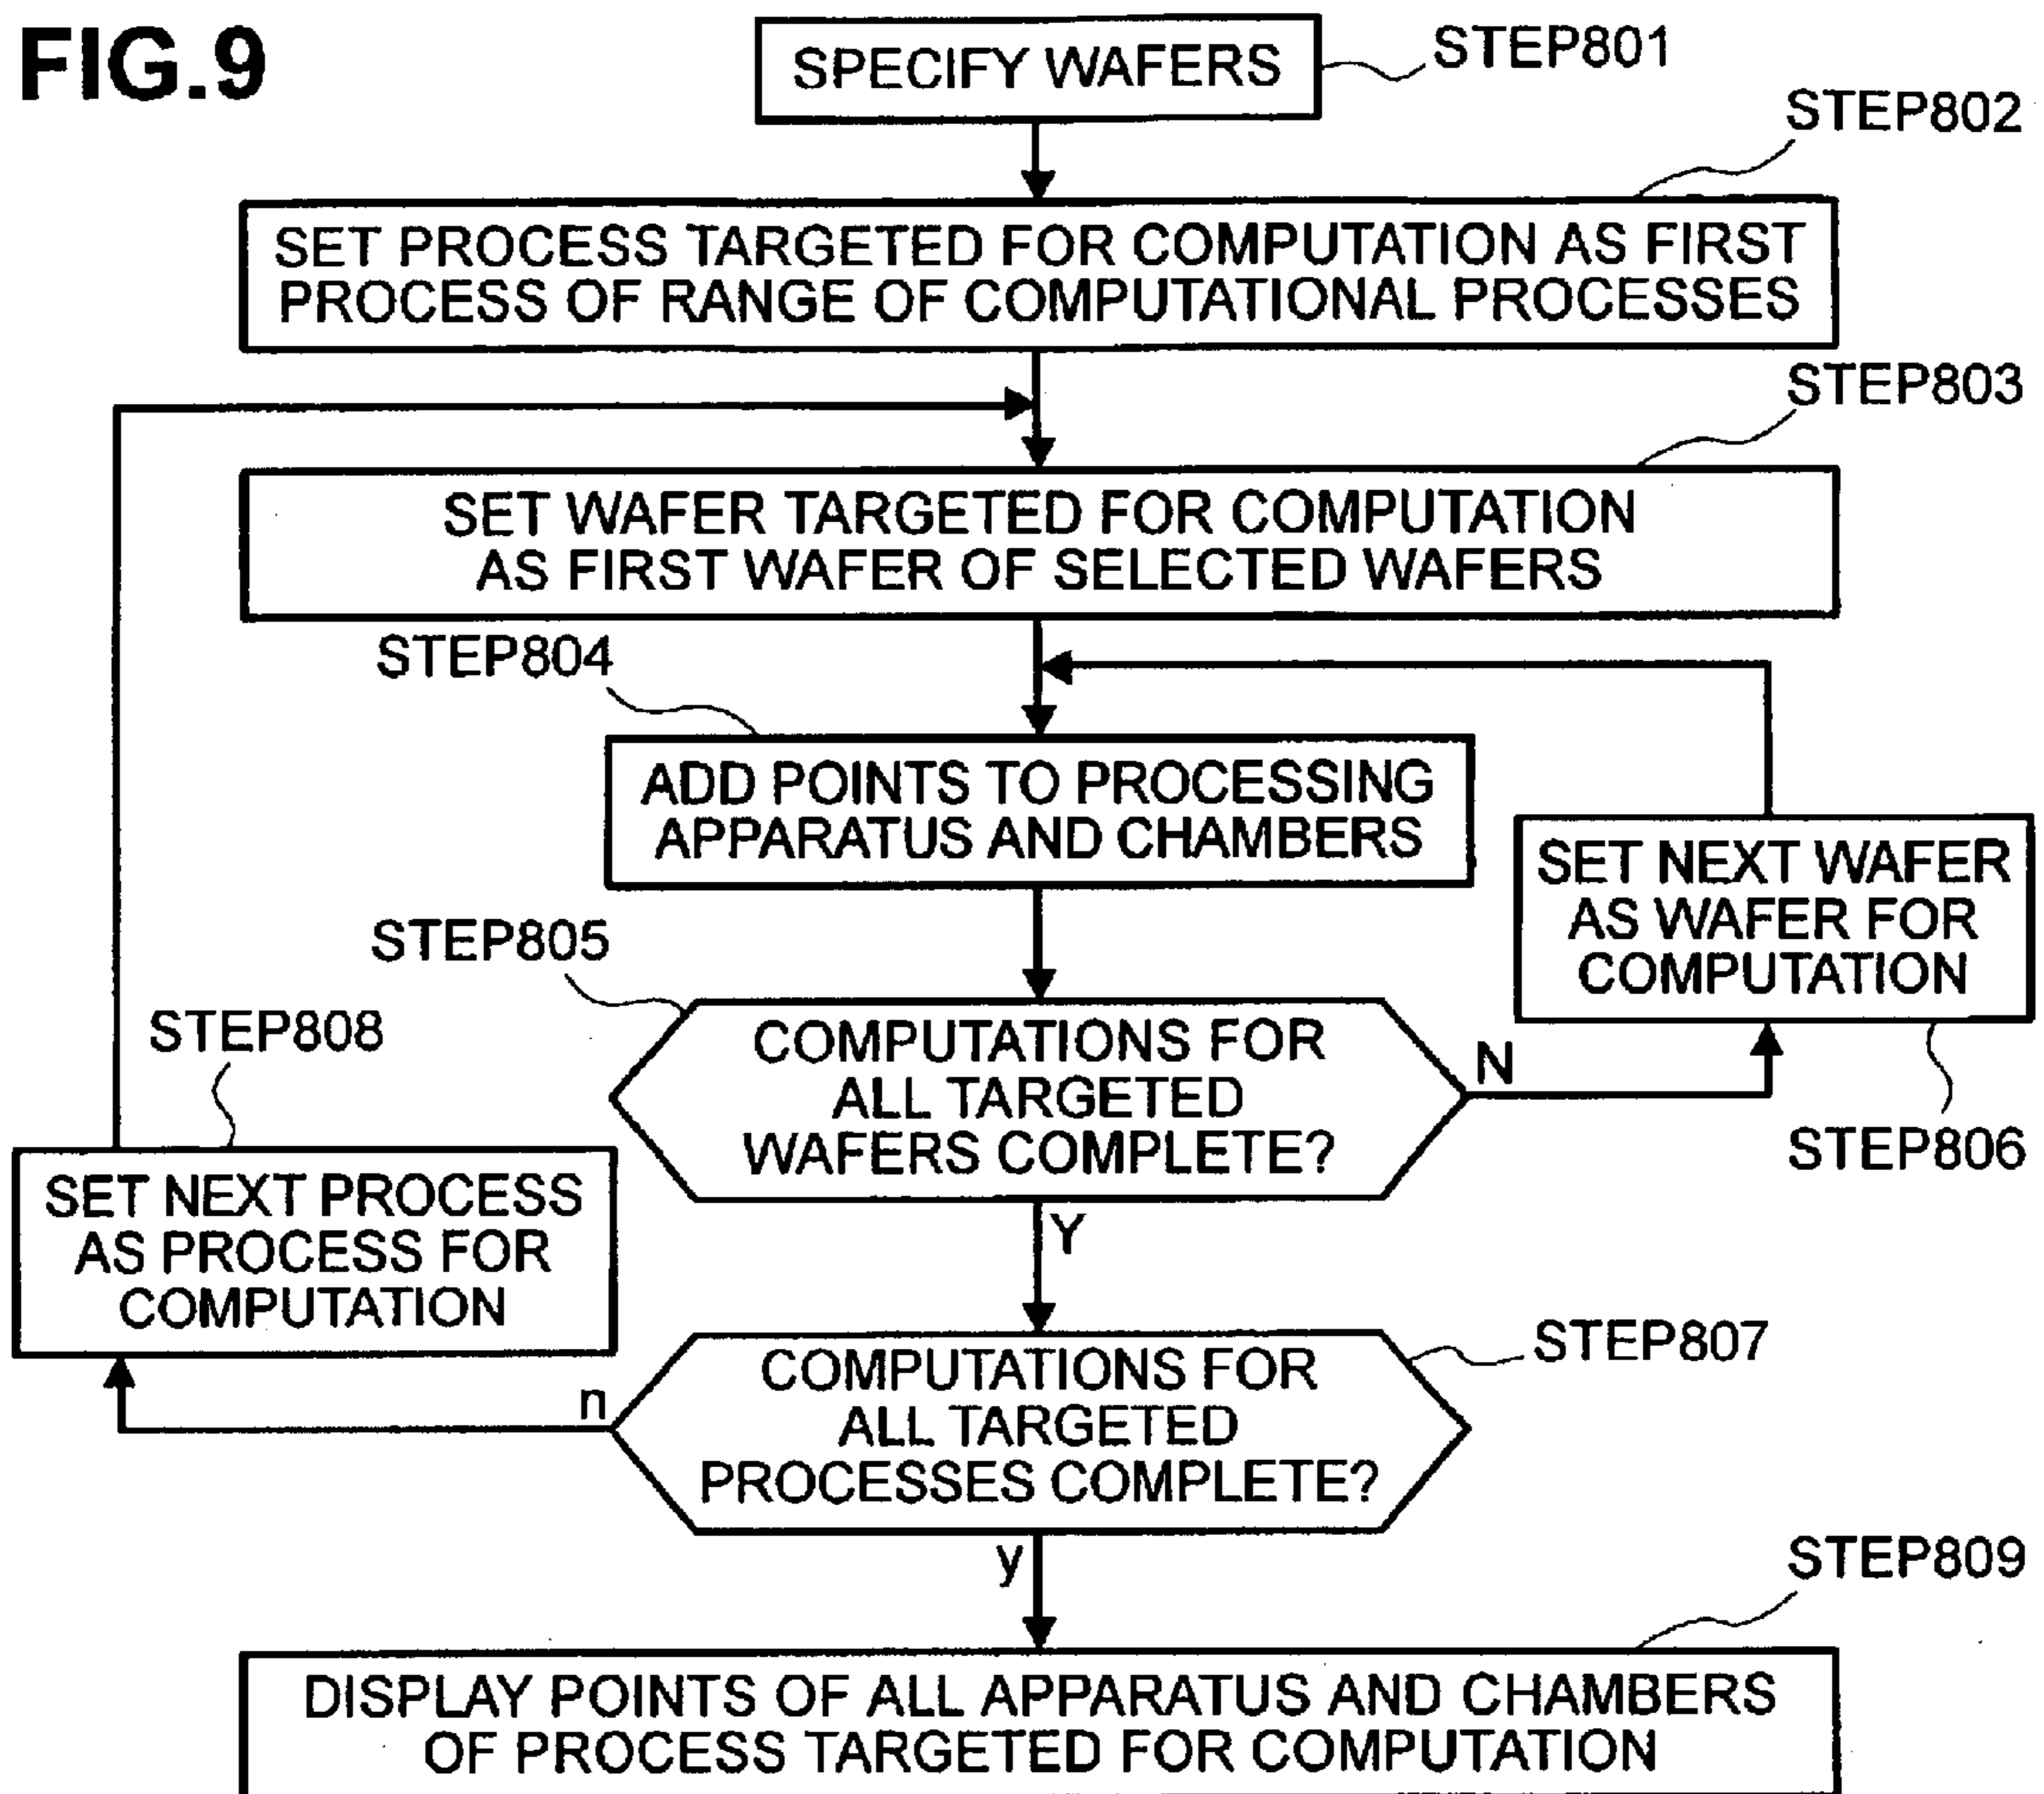 FIG.9
SPECIFY WAFERS
STEP801
STEP802
SET PROCESS TARGETED FOR COMPUTATION AS FIRST
PROCESS OF RANGE OF COMPUTATIONAL PROCESSES
STEP803
SET WAFER TARGETED FOR COMPUTATION
AS FIRST WAFER OF SELECTED WAFERS
STEP804
ADD POINTS TO PROCESSING
APPARATUS AND CHAMBERS
SET NEXT WAFER
AS WAFER FOR
COMPUTATION
STEP805
COMPUTATIONS FOR
ALL TARGETED
WAFERS COMPLETE?
N
STEP806
STEP808
SET NEXT PROCESS
AS PROCESS FOR
COMPUTATION
Y
STEP807
COMPUTATIONS FOR
ALL TARGETED
PROCESSES COMPLETE?
n
y
STEP809
DISPLAY POINTS OF ALL APPARATUS AND CHAMBERS
OF PROCESS TARGETED FOR COMPUTATION